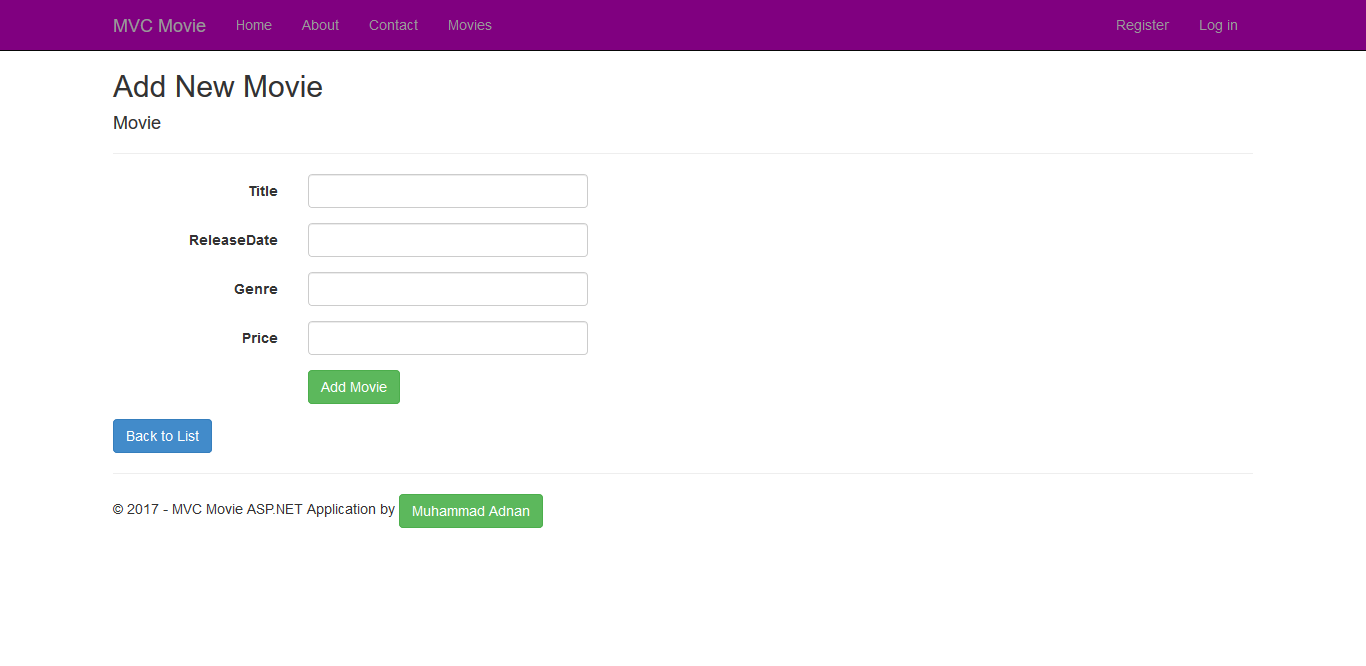 MVC Movie Home About Contact Movies Register Log in
Add New Movie
Movie
Title
ReleaseDate
Genre
Price
Add Movie
Back to List
© 2017 - MVC Movie ASP.NET Application by Muhammad Adnan